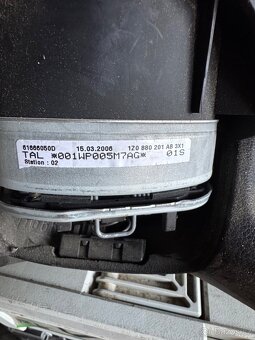 61666050D 15.03.2006 1Z0 880 201 AB 3X1
TAL *001WP005M7AG* 01S
Station : 02